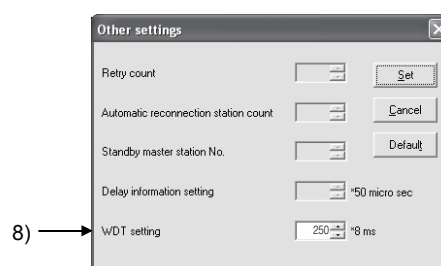 Other settings
Retry count
Set
Automatic reconnection station count
Cancel
Standby master station No.
Default
Delay information setting
*50 micro sec
8)
WDT setting
250
*8 ms